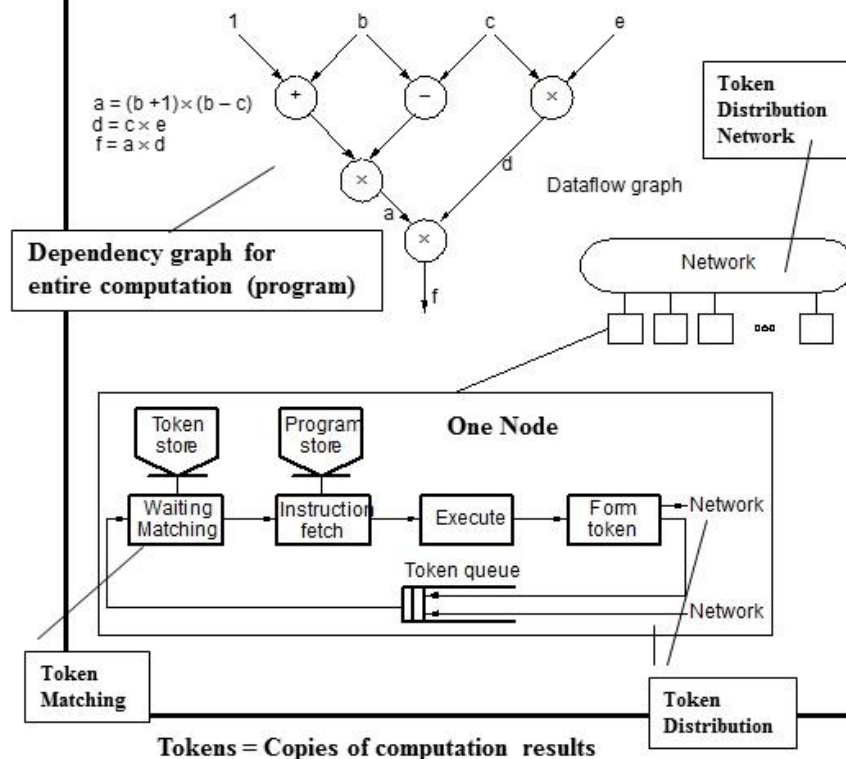 1 b c e
+ − ×
a = (b +1) × (b − c)
d = c × e
f = a × d
×
d
a
×
f
Dataflow graph
Token
Distribution
Network
Dependency graph for
entire computation (program)
Network
One Node
Token
store
Program
store
Waiting
Matching
Instruction
fetch
Execute
Form
token
Network
Token queue
Network
Token
Matching
Token
Distribution
Tokens = Copies of computation results